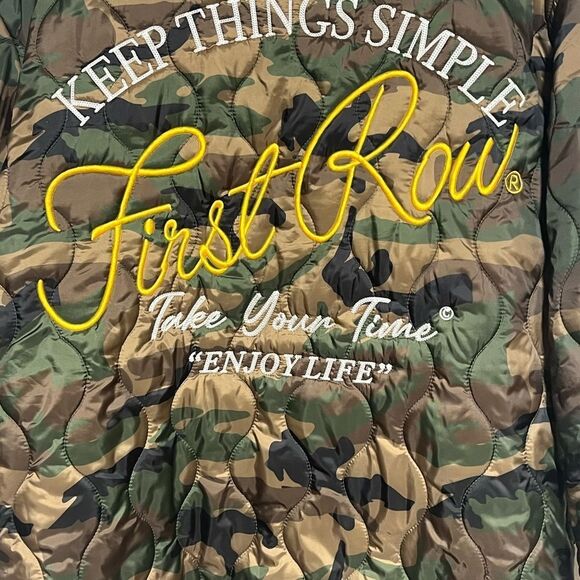 KEEP THINGS SIMPLE
First Row®
Take Your Time©
“ENJOY LIFE”